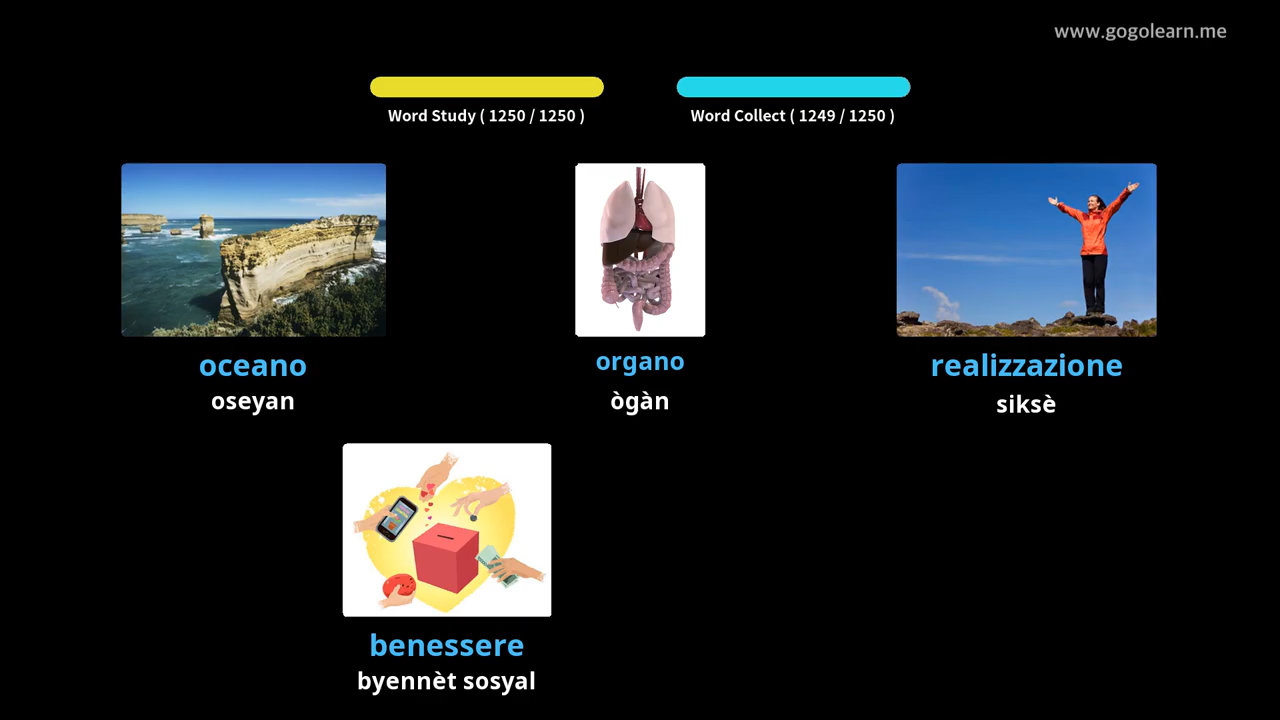 www.gogolearn.me
Word Study ( 1250 / 1250 )
Word Collect ( 1249 / 1250 )
oceano
oseyan
organo
ògàn
realizzazione
siksè
benessere
byennèt sosyal